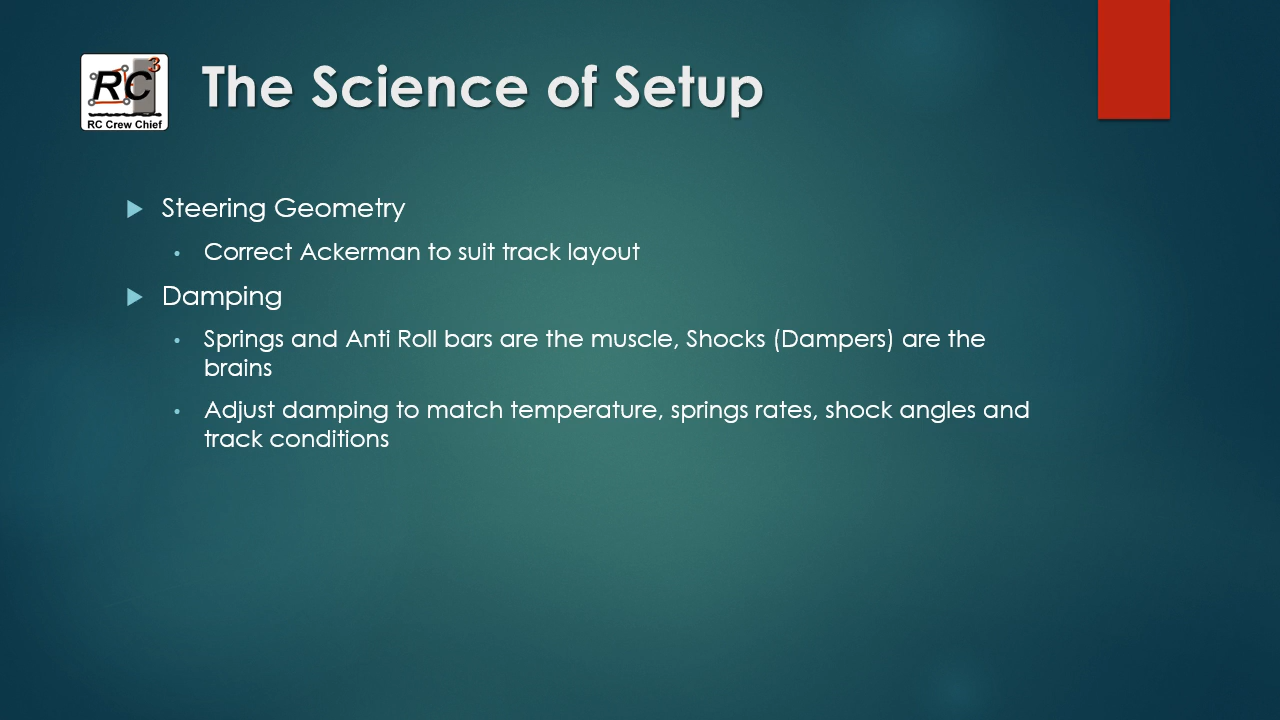 RC3
RC Crew Chief
The Science of Setup
Steering Geometry
Correct Ackerman to suit track layout
Damping
Springs and Anti Roll bars are the muscle, Shocks (Dampers) are the
brains
Adjust damping to match temperature, springs rates, shock angles and
track conditions